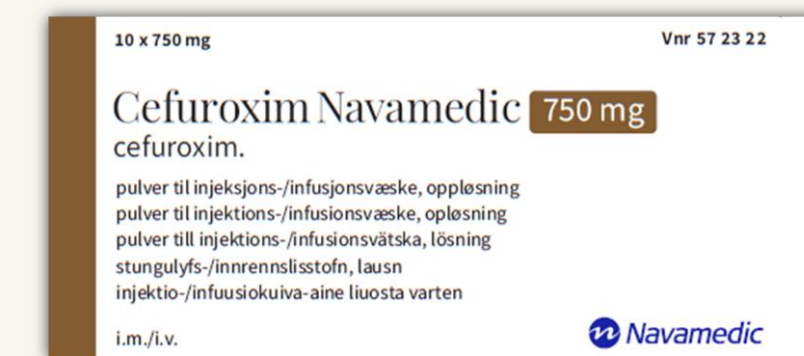 10 x 750 mg Vnr 57 23 22
Cefuroxim Navamedic 750 mg
cefuroxim.
pulver til injeksjons-/infusjonsvæske, oppløsning
pulver til injektions-/infusionsvæske, opløsning
pulver till injektions-/infusionsvätska, lösning
stungulyfs-/innrennslisstofn, lausn
injektio-/infuusiokuiva-aine liuosta varten
i.m./i.v. Navamedic